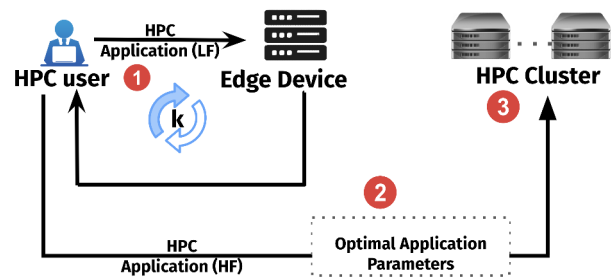 HPC
Application (LF)
HPC user
1
Edge Device
k
HPC Cluster
3
2
HPC
Application (HF)
Optimal Application
Parameters